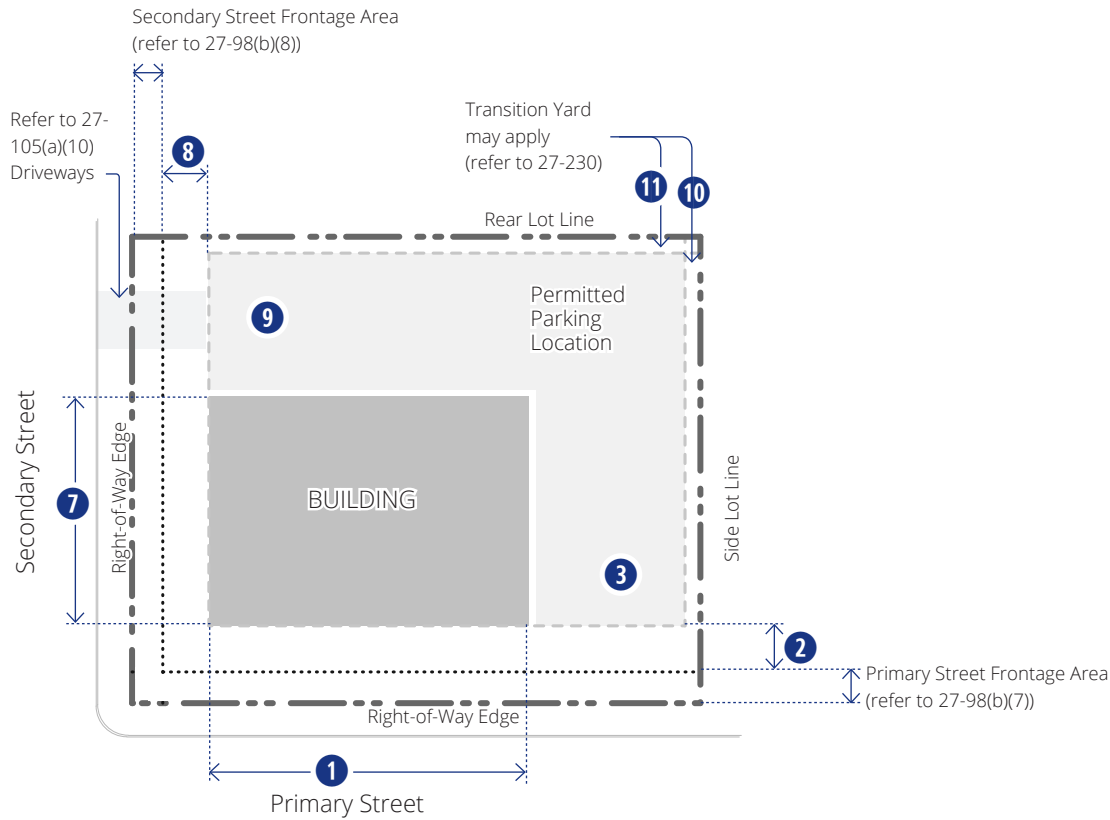 Secondary Street Frontage Area
(refer to 27-98(b)(8))
Refer to 27-
105(a)(10)
Driveways
8
Transition Yard
may apply
(refer to 27-230)
11
10
Rear Lot Line
Permitted
Parking
Location
9
Secondary Street
7
Right-of-Way Edge
BUILDING
Side Lot Line
3
2
Primary Street Frontage Area
(refer to 27-98(b)(7))
Right-of-Way Edge
1
Primary Street